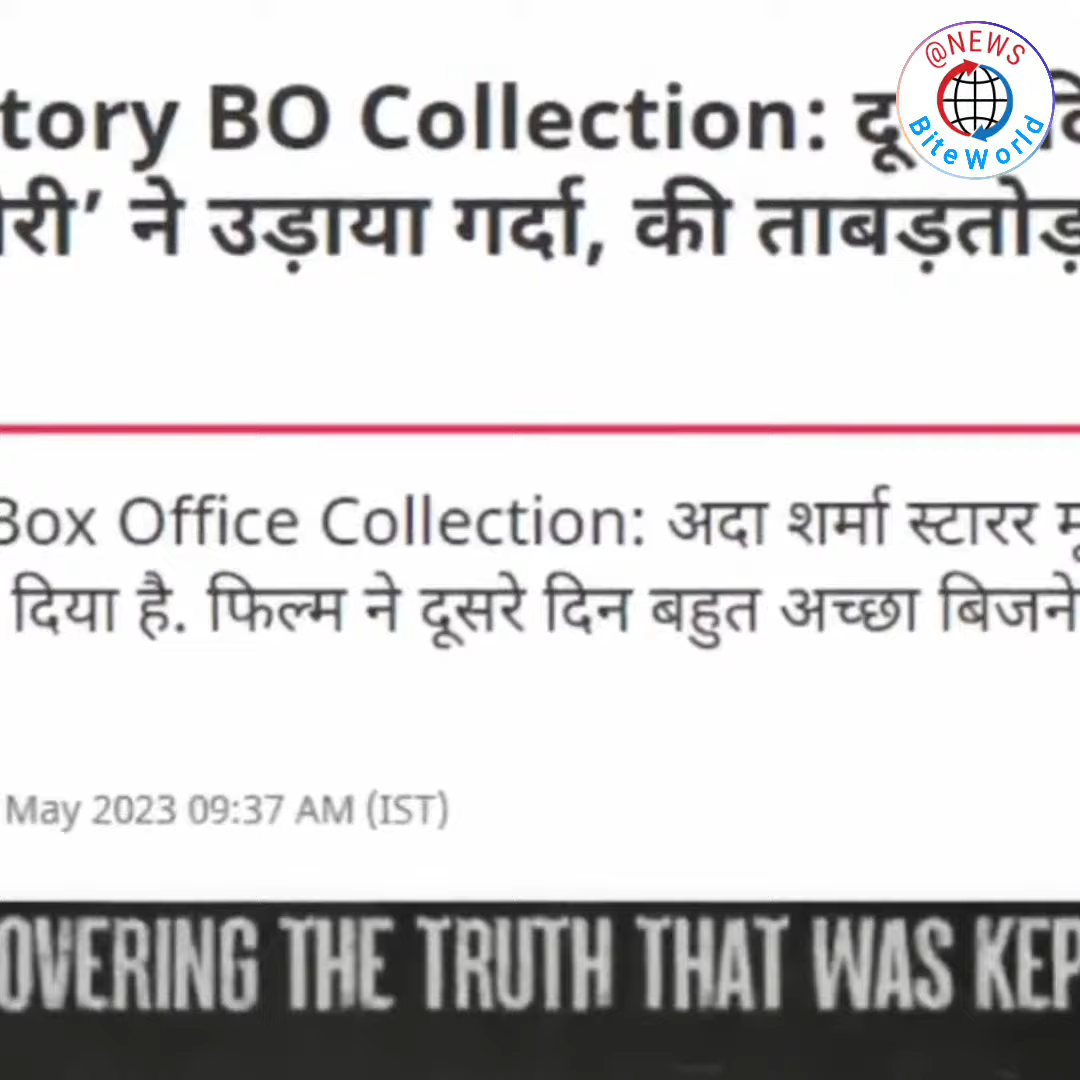 @NEWS
BiteWorld
tory BO Collection:
री’ ने उड़ाया गर्दा, की ताबड़तोड़
Box Office Collection: अदा शर्मा स्टारर
दिया है. फिल्म ने दूसरे दिन बहुत अच्छा बिजने
May 2023 09:37 AM (IST)
OVERING THE TRUTH THAT WAS KEP